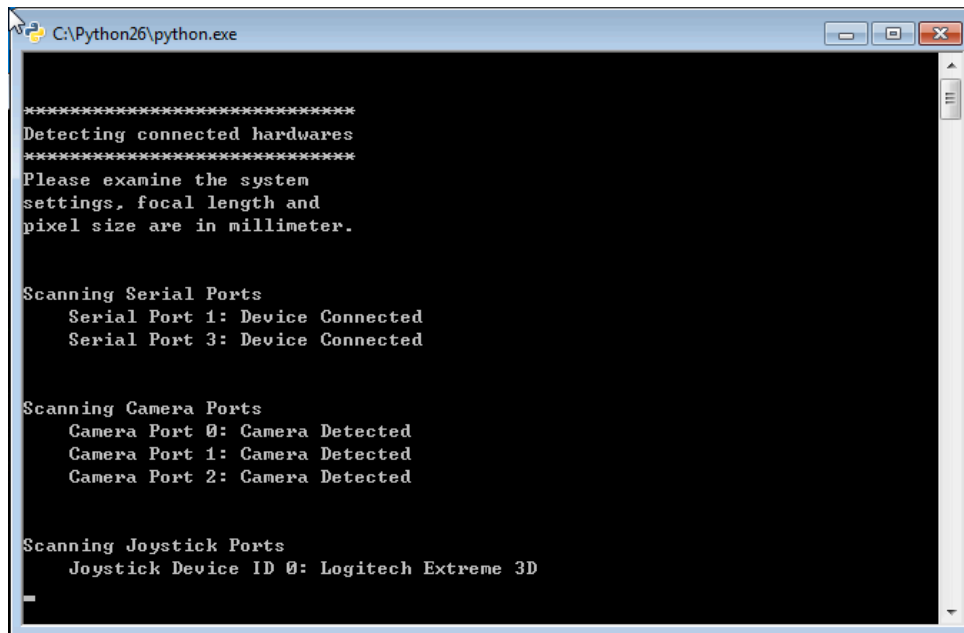 C:\Python26\python.exe
*****************************
Detecting connected hardwares
*****************************
Please examine the system
settings, focal length and
pixel size are in millimeter.
Scanning Serial Ports
Serial Port 1: Device Connected
Serial Port 3: Device Connected
Scanning Camera Ports
Camera Port 0: Camera Detected
Camera Port 1: Camera Detected
Camera Port 2: Camera Detected
Scanning Joystick Ports
Joystick Device ID 0: Logitech Extreme 3D